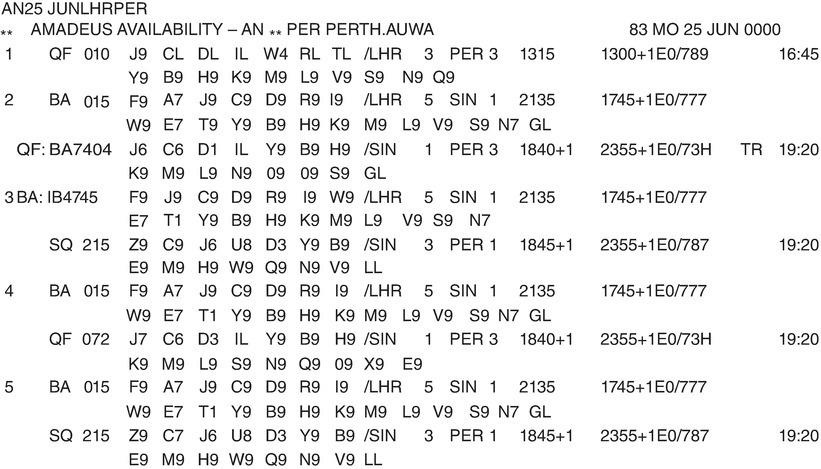 AN25 JUNLHRPER
** AMADEUS AVAILABILITY – AN ** PER PERTH.AUWA 83 MO 25 JUN 0000
1 QF 010 J9 CL DL IL W4 RL TL /LHR 3 PER 3 1315 1300+1E0/789 16:45
Y9 B9 H9 K9 M9 L9 V9 S9 N9 Q9
2 BA 015 F9 A7 J9 C9 D9 R9 I9 /LHR 5 SIN 1 2135 1745+1E0/777
W9 E7 T9 Y9 B9 H9 K9 M9 L9 V9 S9 N7 GL
QF: BA7404 J6 C6 D1 IL Y9 B9 H9 /SIN 1 PER 3 1840+1 2355+1E0/73H TR 19:20
K9 M9 L9 N9 09 09 S9 GL
3 BA: IB4745 F9 J9 C9 D9 R9 I9 W9 /LHR 5 SIN 1 2135 1745+1E0/777
E7 T1 Y9 B9 H9 K9 M9 L9 V9 S9 N7
SQ 215 Z9 C9 J6 U8 D3 Y9 B9 /SIN 3 PER 1 1845+1 2355+1E0/787 19:20
E9 M9 H9 W9 Q9 N9 V9 LL
4 BA 015 F9 A7 J9 C9 D9 R9 I9 /LHR 5 SIN 1 2135 1745+1E0/777
W9 E7 T1 Y9 B9 H9 K9 M9 L9 V9 S9 N7 GL
QF 072 J7 C6 D3 IL Y9 B9 H9 /SIN 1 PER 3 1840+1 2355+1E0/73H 19:20
K9 M9 L9 S9 N9 Q9 09 X9 E9
5 BA 015 F9 A7 J9 C9 D9 R9 I9 /LHR 5 SIN 1 2135 1745+1E0/777
W9 E7 T1 Y9 B9 H9 K9 M9 L9 V9 S9 N7 GL
SQ 215 Z9 C7 J6 U8 D3 Y9 B9 /SIN 3 PER 1 1845+1 2355+1E0/787 19:20
E9 M9 H9 W9 Q9 N9 V9 LL